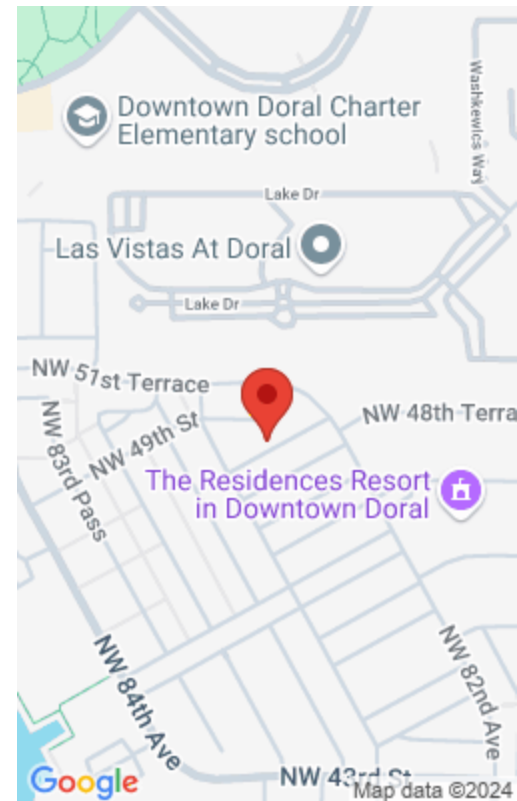 Downtown Doral Charter
Elementary school
Washkewics Way
Lake Dr
Las Vistas At Doral
Lake Dr
NW 51st Terrace
NW 48th Terra
NW 49th St
NW 83rd Pass
The Residences Resort
in Downtown Doral
NW 84th Ave
NW 82nd Ave
NW 43rd St
Google
Map data ©2024